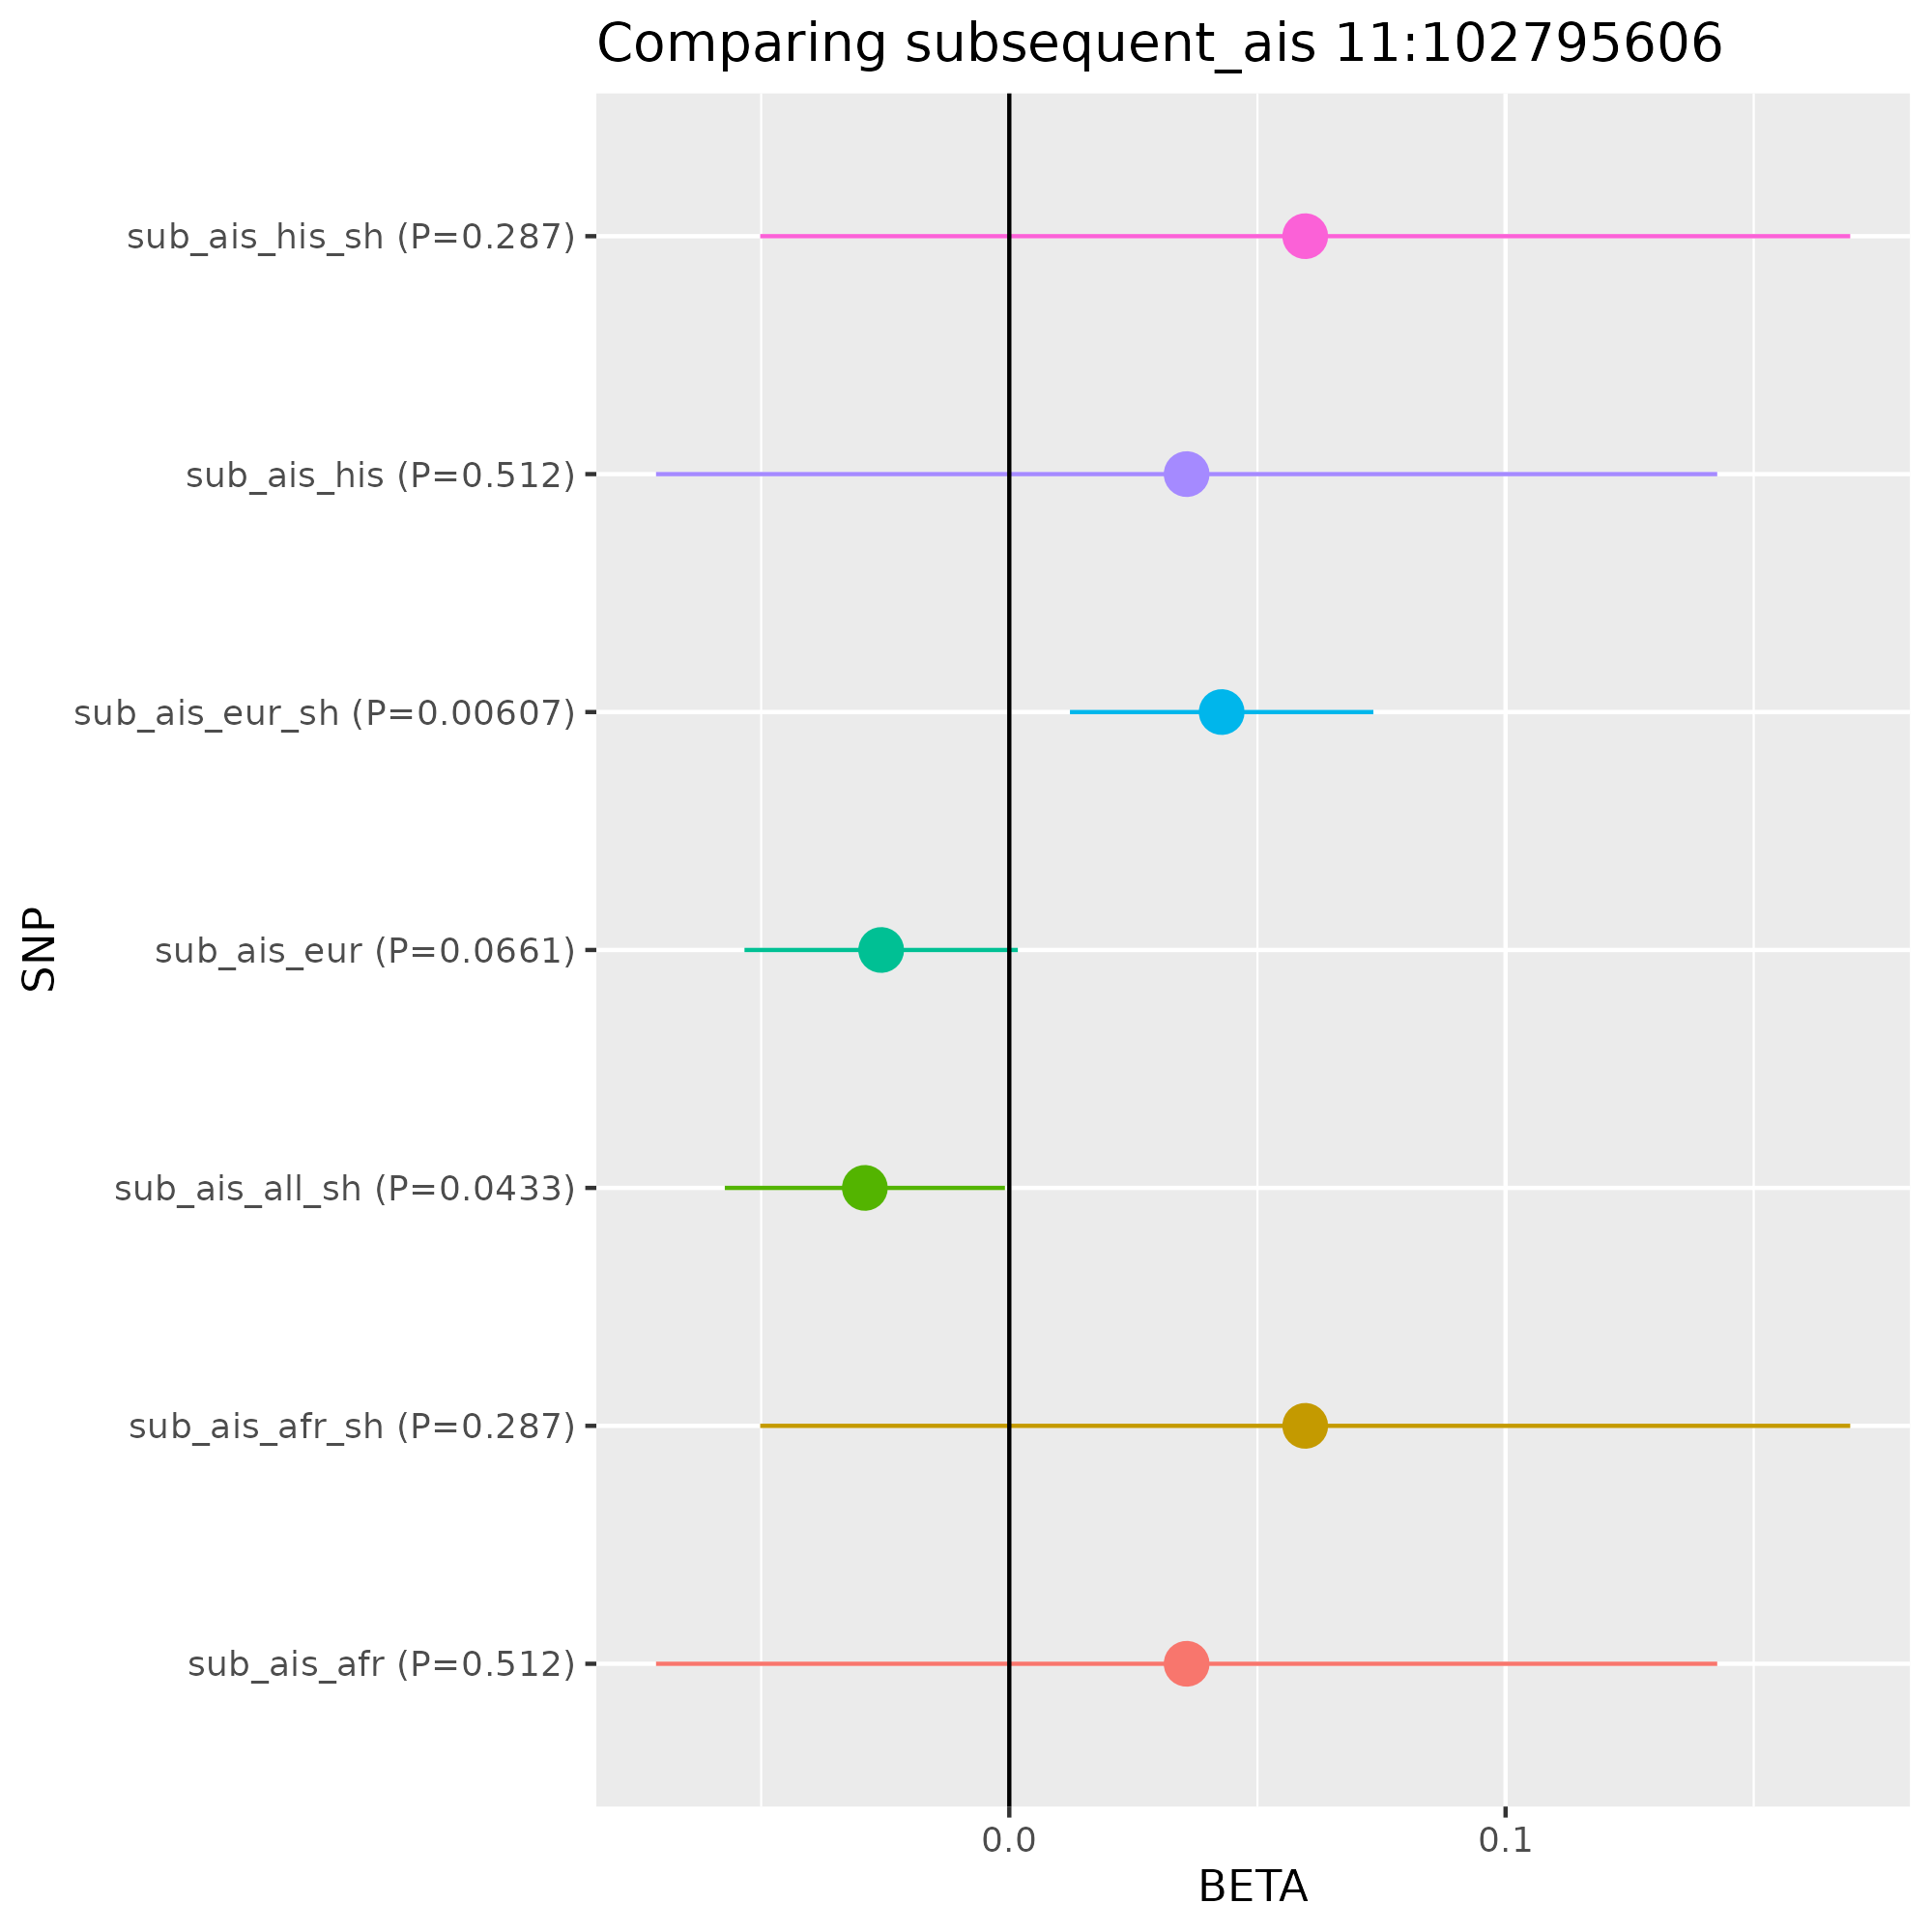 Comparing subsequent_ais 11:102795606
sub_ais_his_sh (P=0.287)
sub_ais_his (P=0.512)
sub_ais_eur_sh (P=0.00607)
sub_ais_eur (P=0.0661)
sub_ais_all_sh (P=0.0433)
sub_ais_afr_sh (P=0.287)
sub_ais_afr (P=0.512)
SNP
0.0 0.1
BETA